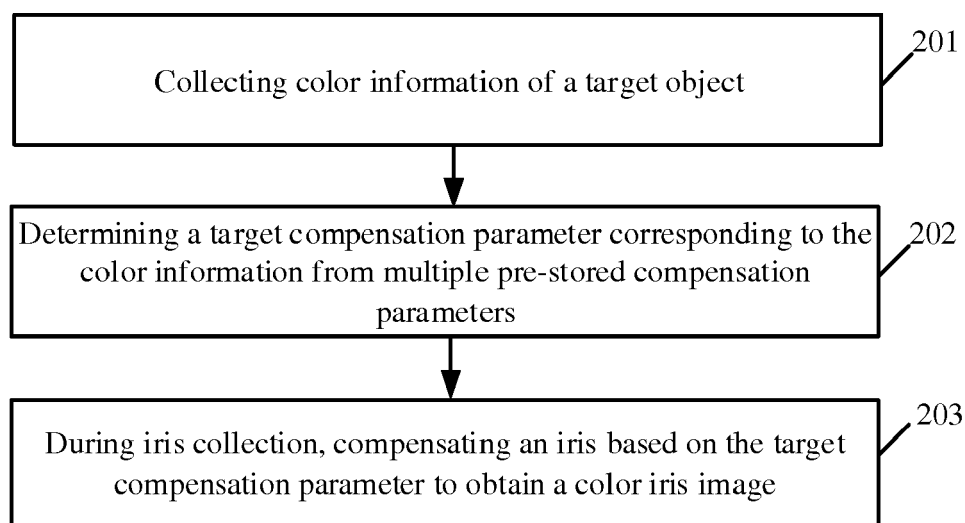 201
Collecting color information of a target object
Determining a target compensation parameter corresponding to the
202
color information from multiple pre-stored compensation
parameters
203
During iris collection, compensating an iris based on the target
compensation parameter to obtain a color iris image